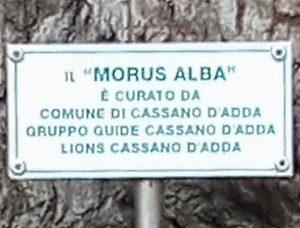 IL "MORUS ALBA"
È CURATO DA
COMUNE DI CASSANO D'ADDA
GRUPPO GUIDE CASSANO D'ADDA
LIONS CASSANO D'ADDA